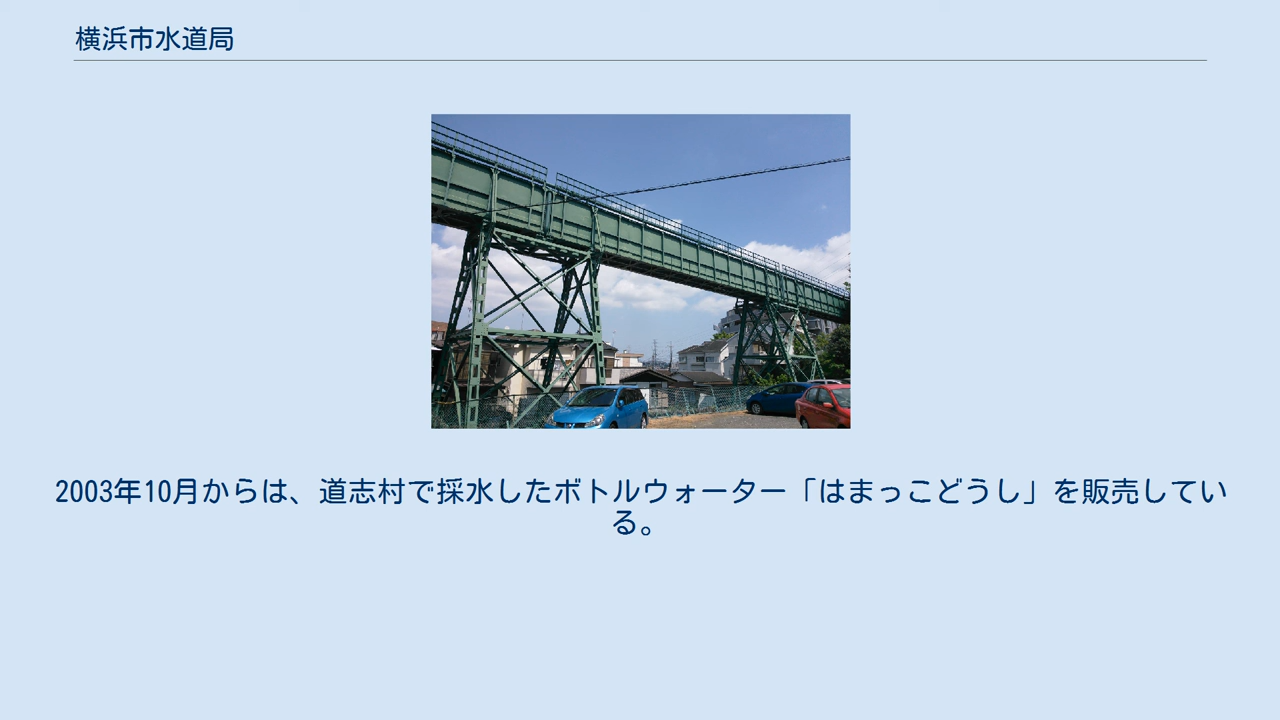 横浜市水道局
2003年10月からは、道志村で採水したボトルウォーター「はまっこどうし」を販売してい
る。